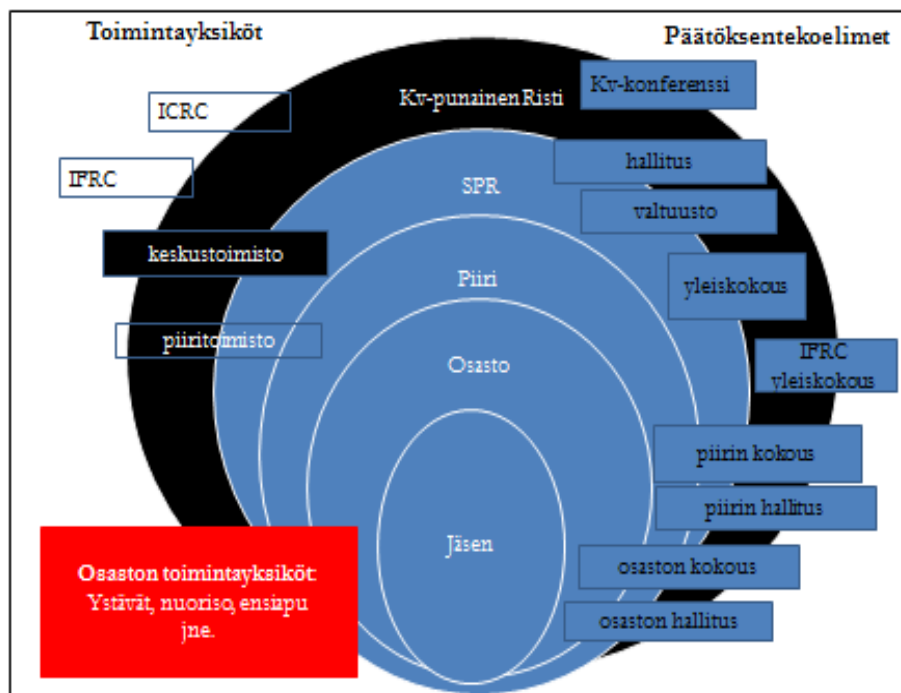 Toimintayksiköt
Päätöksentekoelimet
Kv-konferenssi
Kv-punainen Risti
ICRC
hallitus
IFRC
SPR
valtuusto
keskustoimisto
yleiskokous
Piiri
piiritoimisto
IFRC
yleiskokous
Osasto
piirin kokous
piirin hallitus
Jäsen
osaston kokous
Osaston toimintayksiköt:
Ystävät, nuoriso, ensiapu
jne.
osaston hallitus